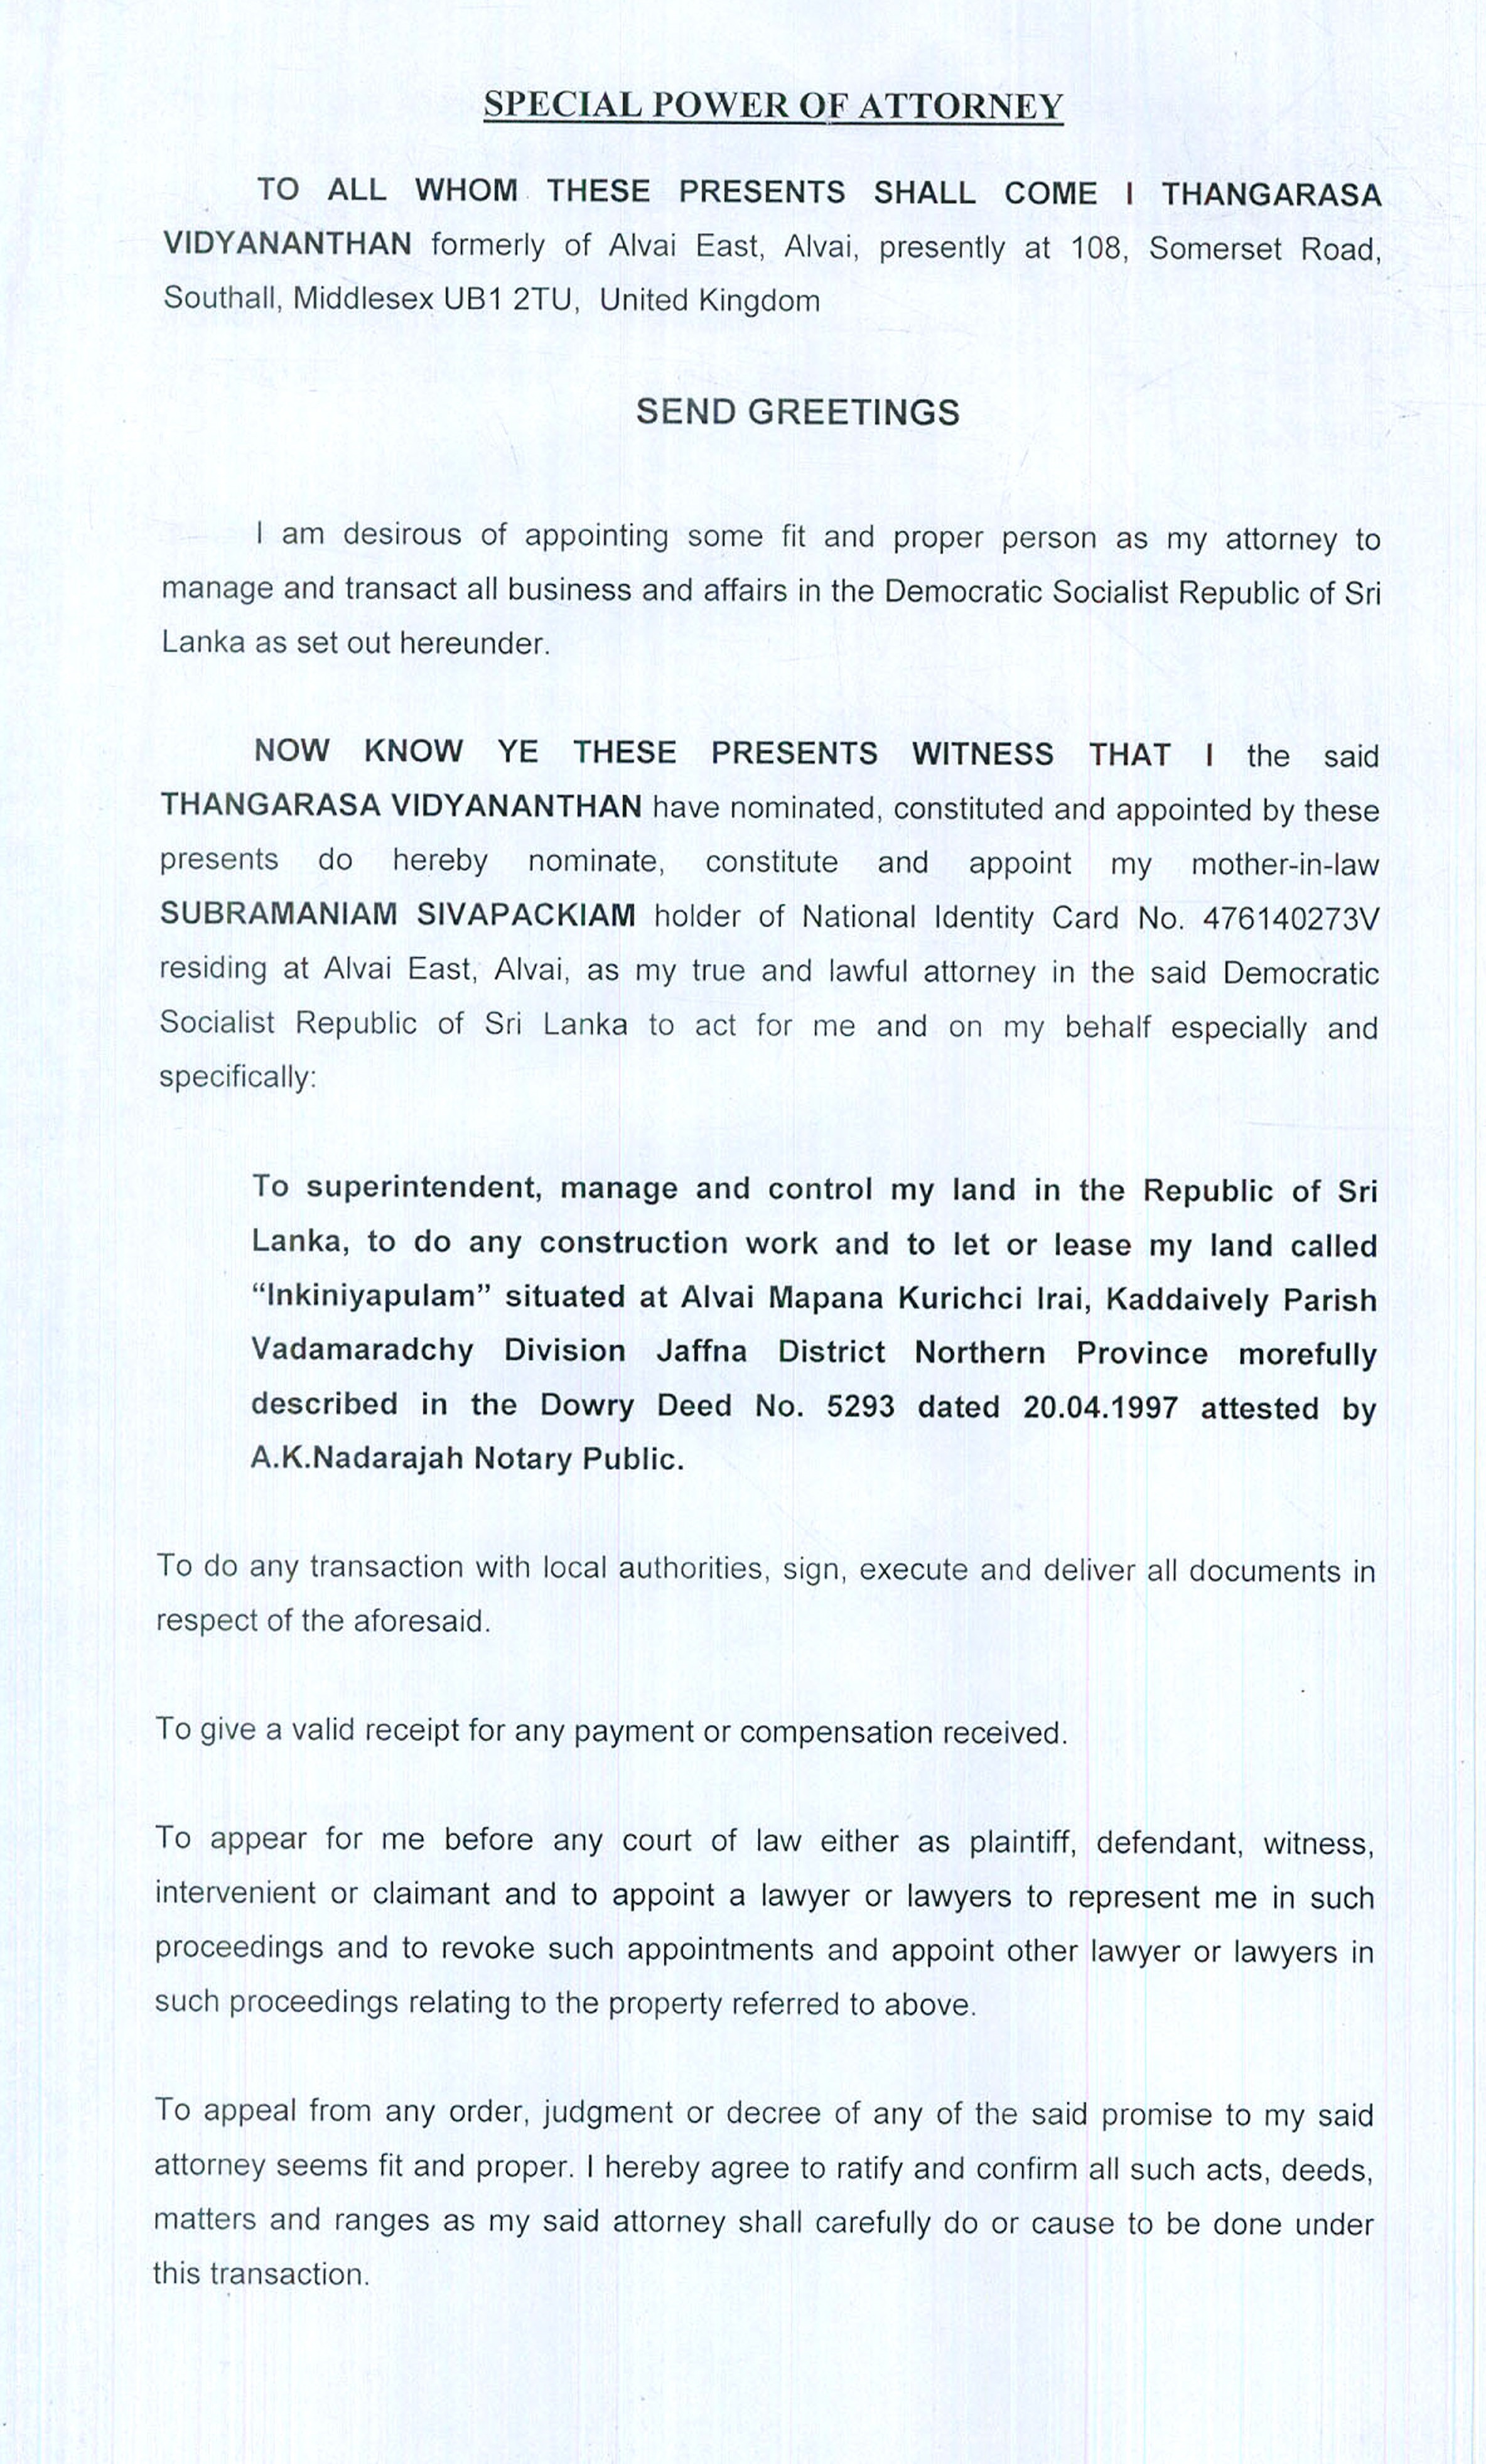 SPECIAL POWER OF ATTORNEY
TO ALL WHOM THESE PRESENTS SHALL COME I THANGARASA
VIDYANANTHAN formerly of Alvai East, Alvai, presently at 108, Somerset Road,
Southall, Middlesex UB1 2TU, United Kingdom
SEND GREETINGS
I am desirous of appointing some fit and proper person as my attorney to
manage and transact all business and affairs in the Democratic Socialist Republic of Sri
Lanka as set out hereunder.
NOW KNOW YE THESE PRESENTS WITNESS THAT I the said
THANGARASA VIDYANANTHAN have nominated, constituted and appointed by these
presents do hereby nominate, constitute and appoint my mother-in-law
SUBRAMANIAM SIVAPACKIAM holder of National Identity Card No. 476140273V
residing at Alvai East, Alvai, as my true and lawful attorney in the said Democratic
Socialist Republic of Sri Lanka to act for me and on my behalf especially and
specifically:
To superintendent, manage and control my land in the Republic of Sri
Lanka, to do any construction work and to let or lease my land called
“Inkiniyapulam” situated at Alvai Mapana Kurichci Irai, Kaddaively Parish
Vadamaradchy Division Jaffna District Northern Province morefully
described in the Dowry Deed No. 5293 dated 20.04.1997 attested by
A.K.Nadarajah Notary Public.
To do any transaction with local authorities, sign, execute and deliver all documents in
respect of the aforesaid.
To give a valid receipt for any payment or compensation received.
To appear for me before any court of law either as plaintiff, defendant, witness,
intervenient or claimant and to appoint a lawyer or lawyers to represent me in such
proceedings and to revoke such appointments and appoint other lawyer or lawyers in
such proceedings relating to the property referred to above.
To appeal from any order, judgment or decree of any of the said promise to my said
attorney seems fit and proper. I hereby agree to ratify and confirm all such acts, deeds,
matters and ranges as my said attorney shall carefully do or cause to be done under
this transaction.